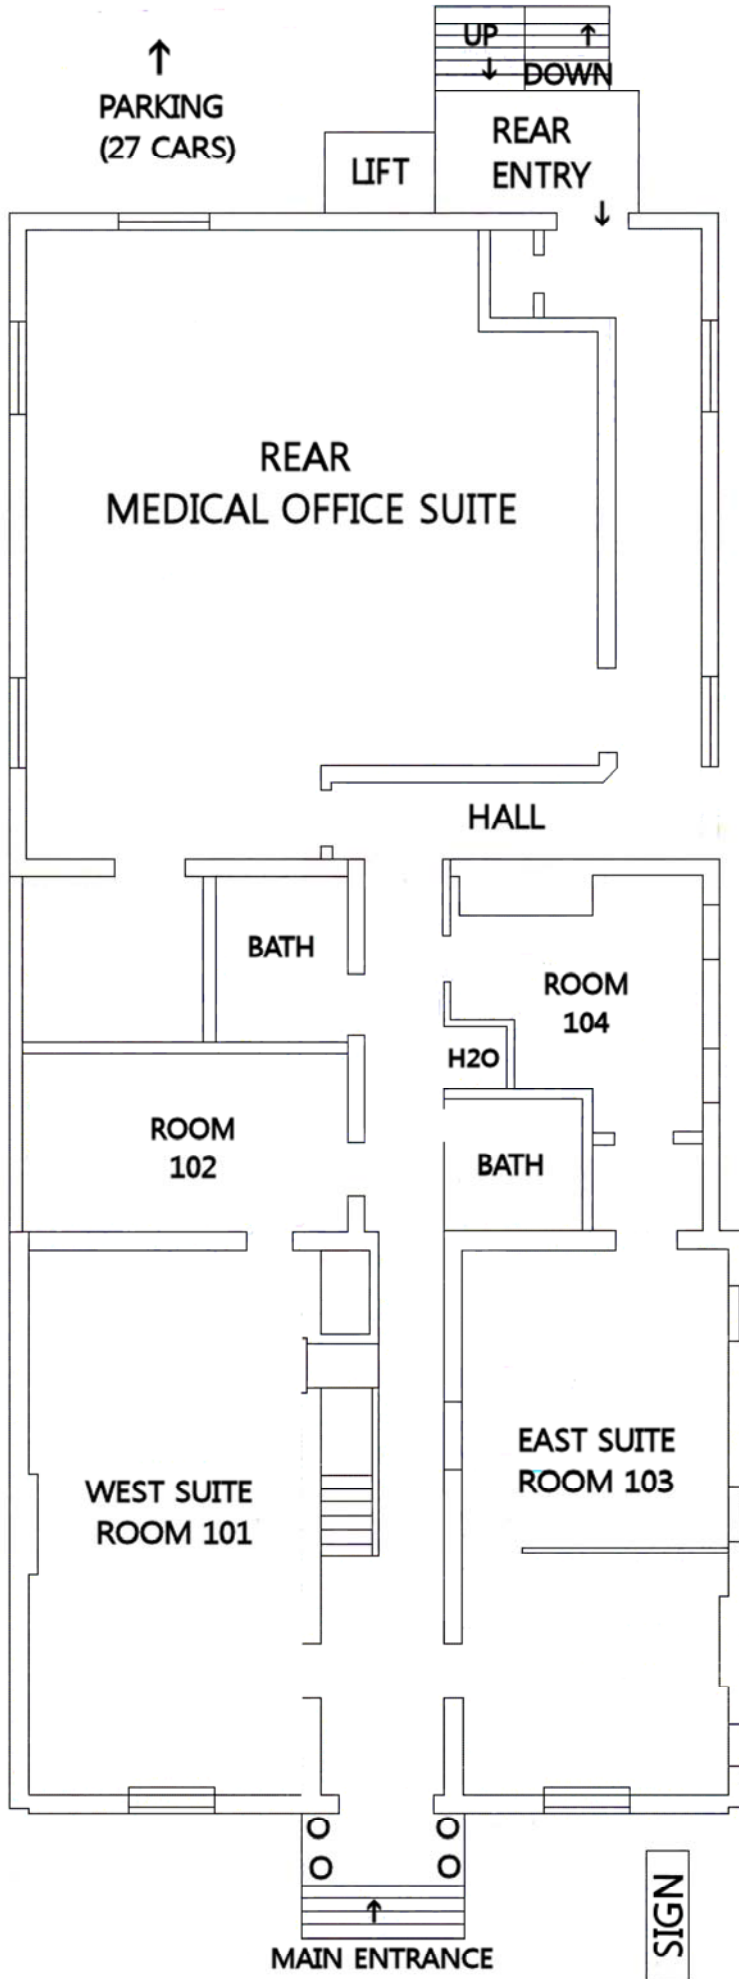 UP
DOWN
PARKING
(27 CARS)
LIFT
REAR
ENTRY
REAR
MEDICAL OFFICE SUITE
HALL
BATH
ROOM
104
H2O
ROOM
102
BATH
EAST SUITE
ROOM 103
WEST SUITE
ROOM 101
SIGN
MAIN ENTRANCE